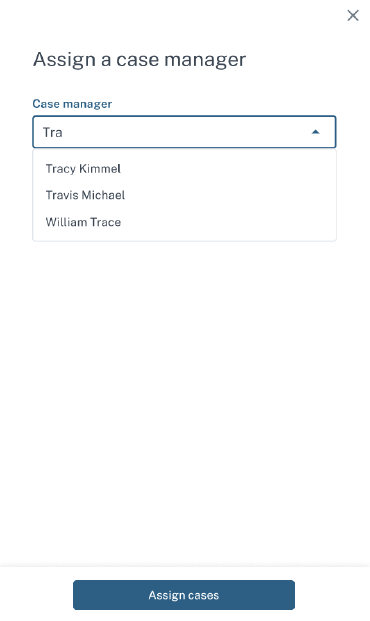 Assign a case manager
Case manager
Tra
Tracy Kimmel
Travis Michael
William Trace
Assign cases